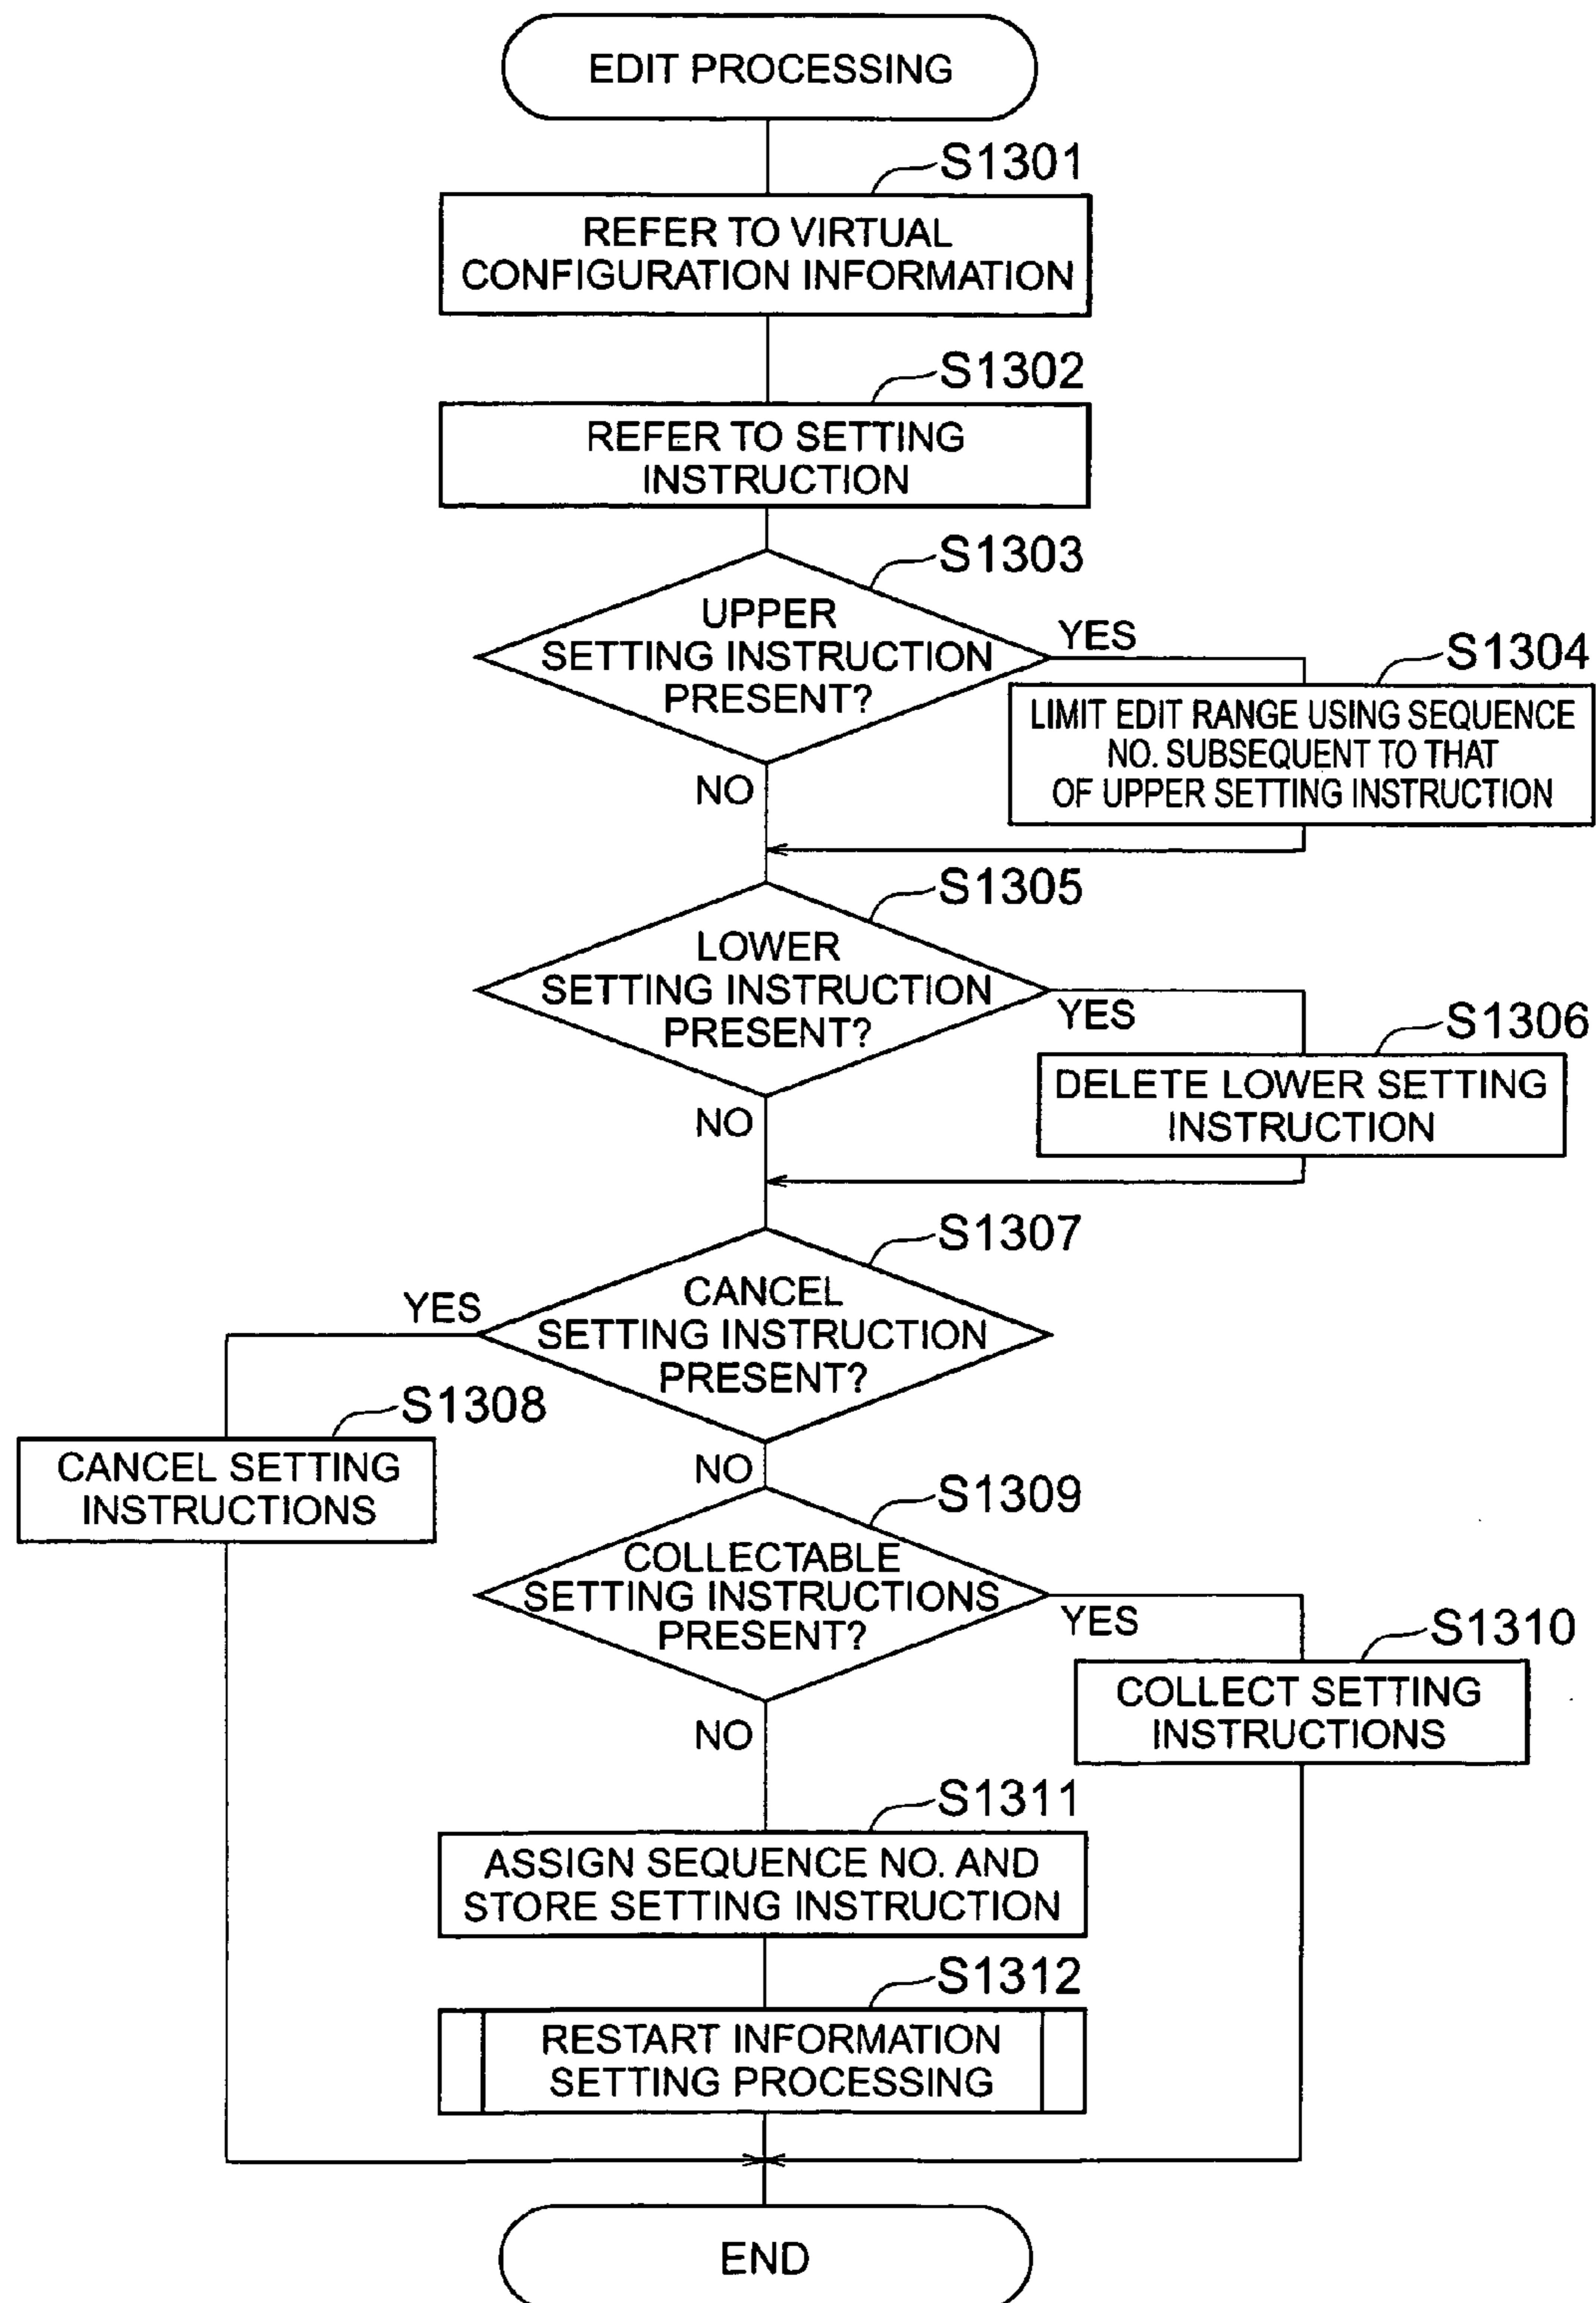 EDIT PROCESSING
S1301
REFER TO VIRTUAL
CONFIGURATION INFORMATION
S1302
REFER TO SETTING
INSTRUCTION
S1303
UPPER
SETTING INSTRUCTION
PRESENT?
YES
S1304
LIMIT EDIT RANGE USING SEQUENCE
NO. SUBSEQUENT TO THAT
OF UPPER SETTING INSTRUCTION
NO
S1305
LOWER
SETTING INSTRUCTION
PRESENT?
YES
S1306
DELETE LOWER SETTING
INSTRUCTION
NO
S1307
CANCEL
SETTING INSTRUCTION
PRESENT?
YES
S1308
CANCEL SETTING
INSTRUCTIONS
NO
S1309
COLLECTABLE
SETTING INSTRUCTIONS
PRESENT?
YES
S1310
COLLECT SETTING
INSTRUCTIONS
NO
S1311
ASSIGN SEQUENCE NO. AND
STORE SETTING INSTRUCTION
S1312
RESTART INFORMATION
SETTING PROCESSING
END